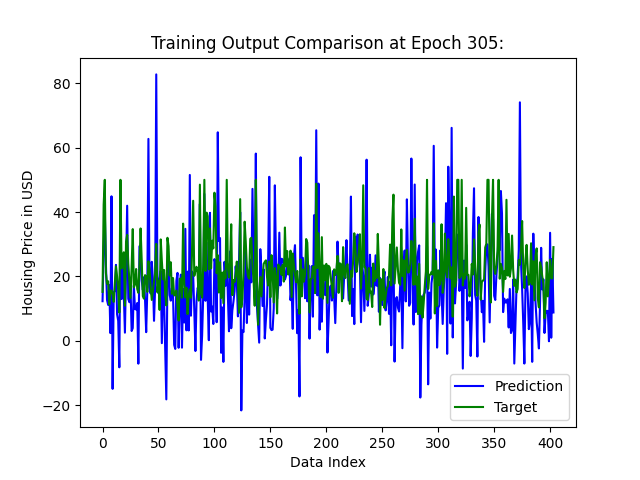 Training Output Comparison at Epoch 305:
Housing Price in USD
80
60
40
20
0
−20
0 50 100 150 200 250 300 350 400
Data Index
Prediction
Target